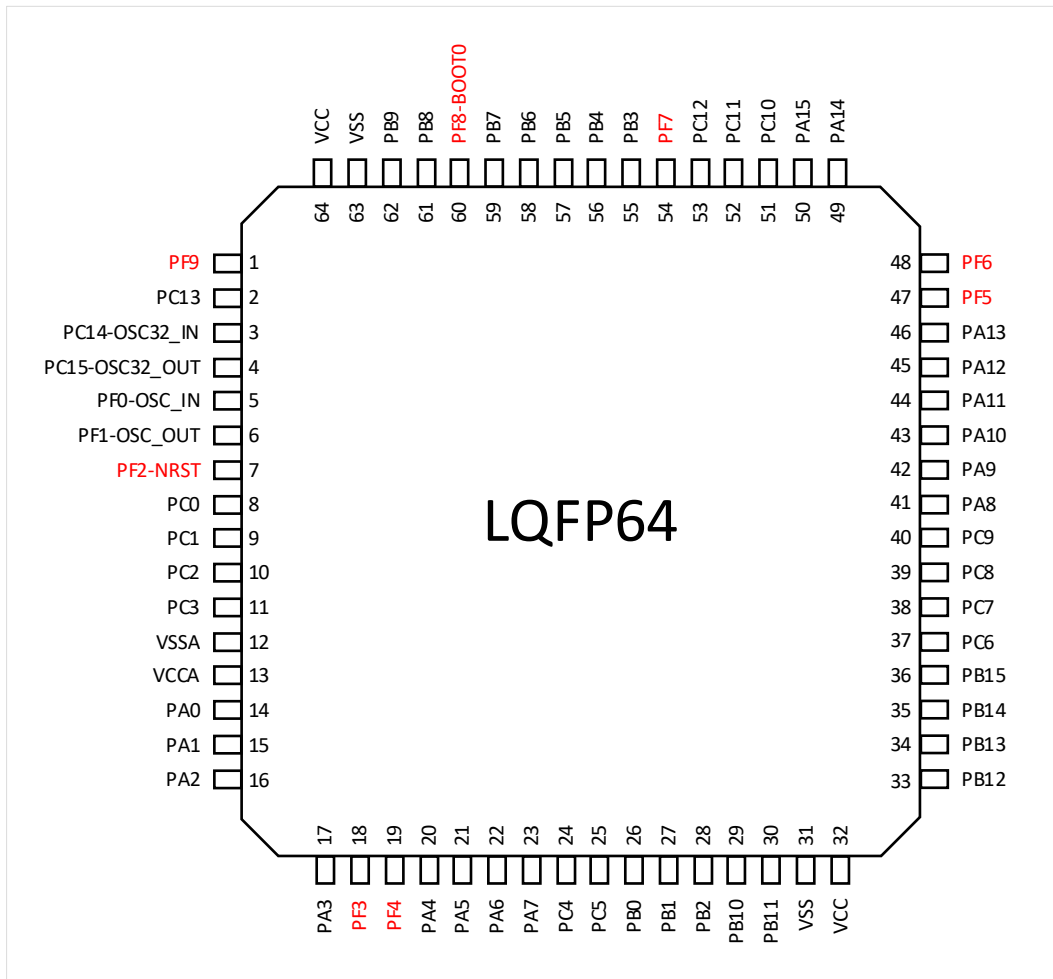 VCC VSS PB9 PB8 PF8-BOOT0 PB7 PB6 PB5 PB4 PB3 PF7 PC12 PC11 PC10 PA15 PA14
64 63 62 61 60 59 58 57 56 55 54 53 52 51 50 49
PF9 1 48 PF6
PC13 2 47 PF5
PC14-OSC32_IN 3 46 PA13
PC15-OSC32_OUT 4 45 PA12
PF0-OSC_IN 5 44 PA11
PF1-OSC_OUT 6 43 PA10
PF2-NRST 7 42 PA9
PC0 8 41 PA8
LQFP64
PC1 9 40 PC9
PC2 10 39 PC8
PC3 11 38 PC7
VSSA 12 37 PC6
VCCA 13 36 PB15
PA0 14 35 PB14
PA1 15 34 PB13
PA2 16 33 PB12
17 18 19 20 21 22 23 24 25 26 27 28 29 30 31 32
PA3 PF3 PF4 PA4 PA5 PA6 PA7 PC4 PC5 PB0 PB1 PB2 PB10 PB11 VSS VCC